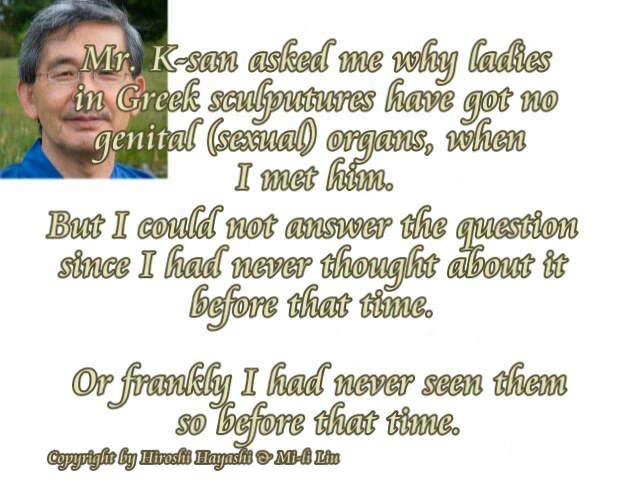 Mr. K-san asked me why ladies
in Greek sculputures have got no
genital (sexual) organs, when
I met him.
But I could not answer the question
since I had never thought about it
before that time.
Or frankly I had never seen them
so before that time.
Copyright by Hiroshi Hayashi & Mi-li Liu